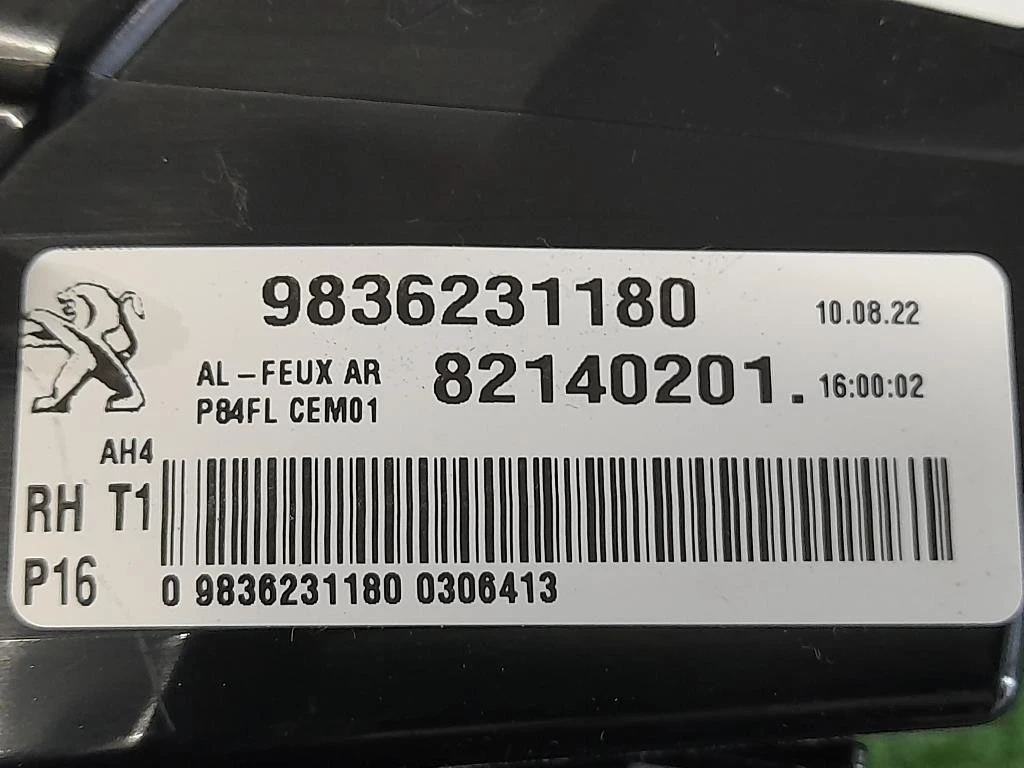 9836231180 10.08.22
AL-FEUX AR 82140201. 16:00:02
P84FL CEM01
AH4
RH T1
P16
0 9836231180 0306413